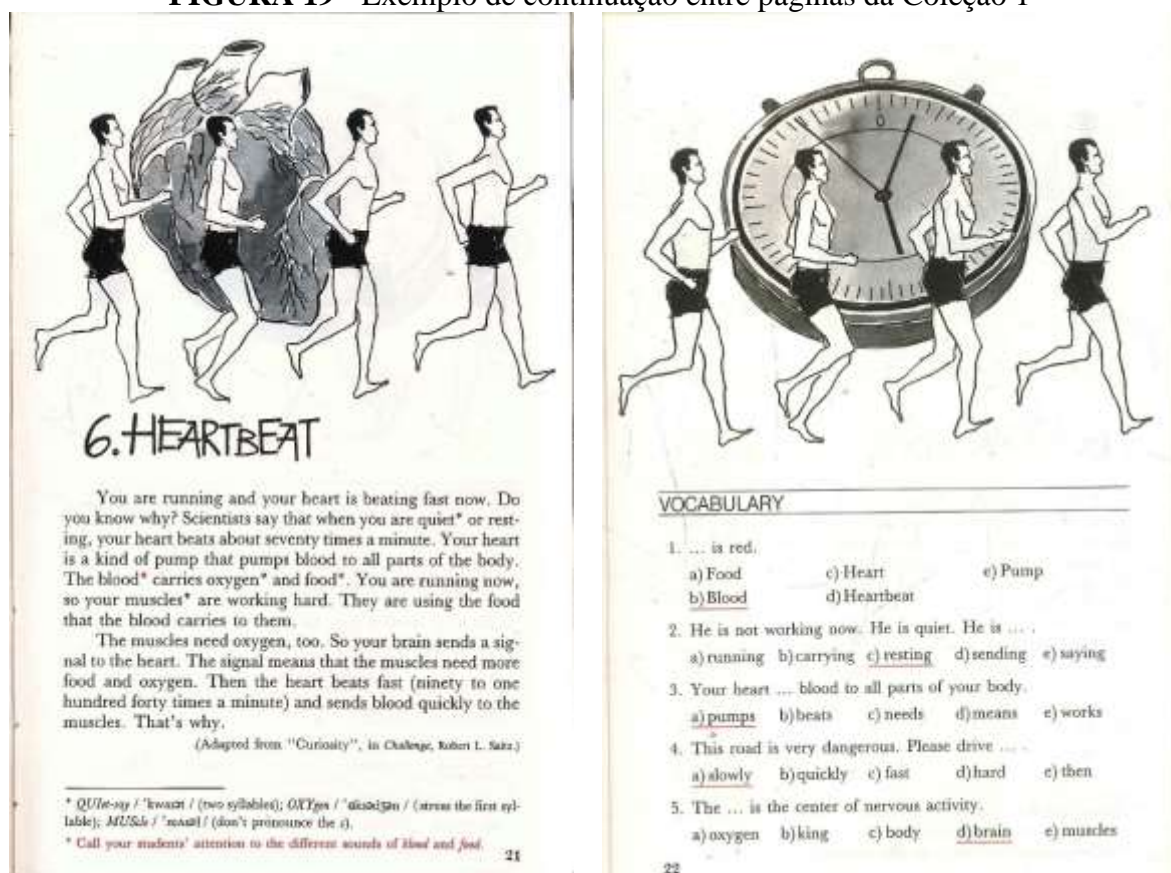 FIGURA 19 - Exemplo de continuação entre páginas da Coleção 1
6. HEARTBEAT
You are running and your heart is beating fast now. Do
you know why? Scientists say that when you are quiet* or rest-
ing, your heart beats about seventy times a minute. Your heart
is a kind of pump that pumps blood to all parts of the body.
The blood* carries oxygen* and food*. You are running now,
so your muscles* are working hard. They are using the food
that the blood carries to them.
The muscles need oxygen, too. So your brain sends a sig-
nal to the heart. The signal means that the muscles need more
food and oxygen. Then the heart beats fast (ninety to one
hundred forty times a minute) and sends blood quickly to the
muscles. That's why.
(Adapted from "Curiosity", in Challenge, Robert L. Saitz.)
* QUIet-say / (two syllables); OXYgen / (stress the first syl-
lable); MUScle / (don't pronounce the c).
* Call your students' attention to the different sounds of blood and food.
21
VOCABULARY
1. ... is red.
a) Food c) Heart e) Pump
b) Blood d) Heartbeat
2. He is not working now. He is quiet. He is ... .
a) running b) carrying c) resting d) sending e) saying
3. Your heart ... blood to all parts of your body.
a) pumps b) beats c) needs d) means e) works
4. This road is very dangerous. Please drive ... .
a) slowly b) quickly c) fast d) hard e) then
5. The ... is the center of nervous activity.
a) oxygen b) king c) body d) brain e) muscles
22